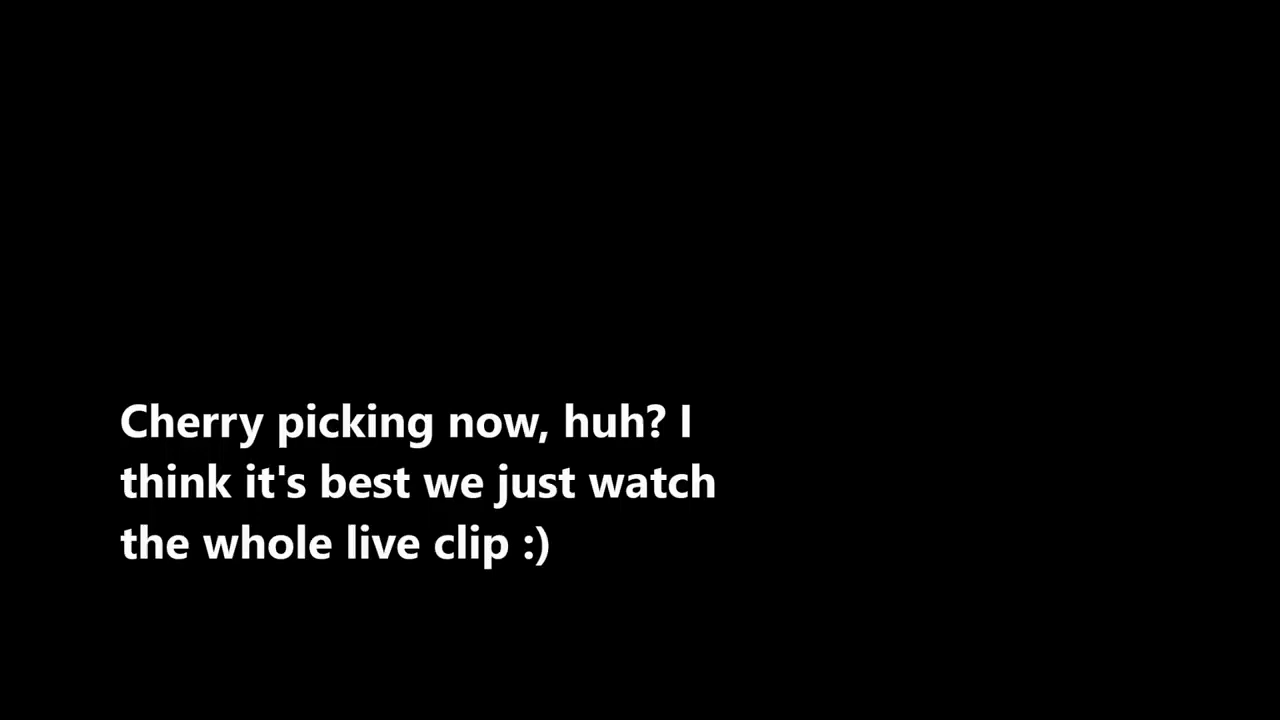 Cherry picking now, huh? I
think it's best we just watch
the whole live clip :)